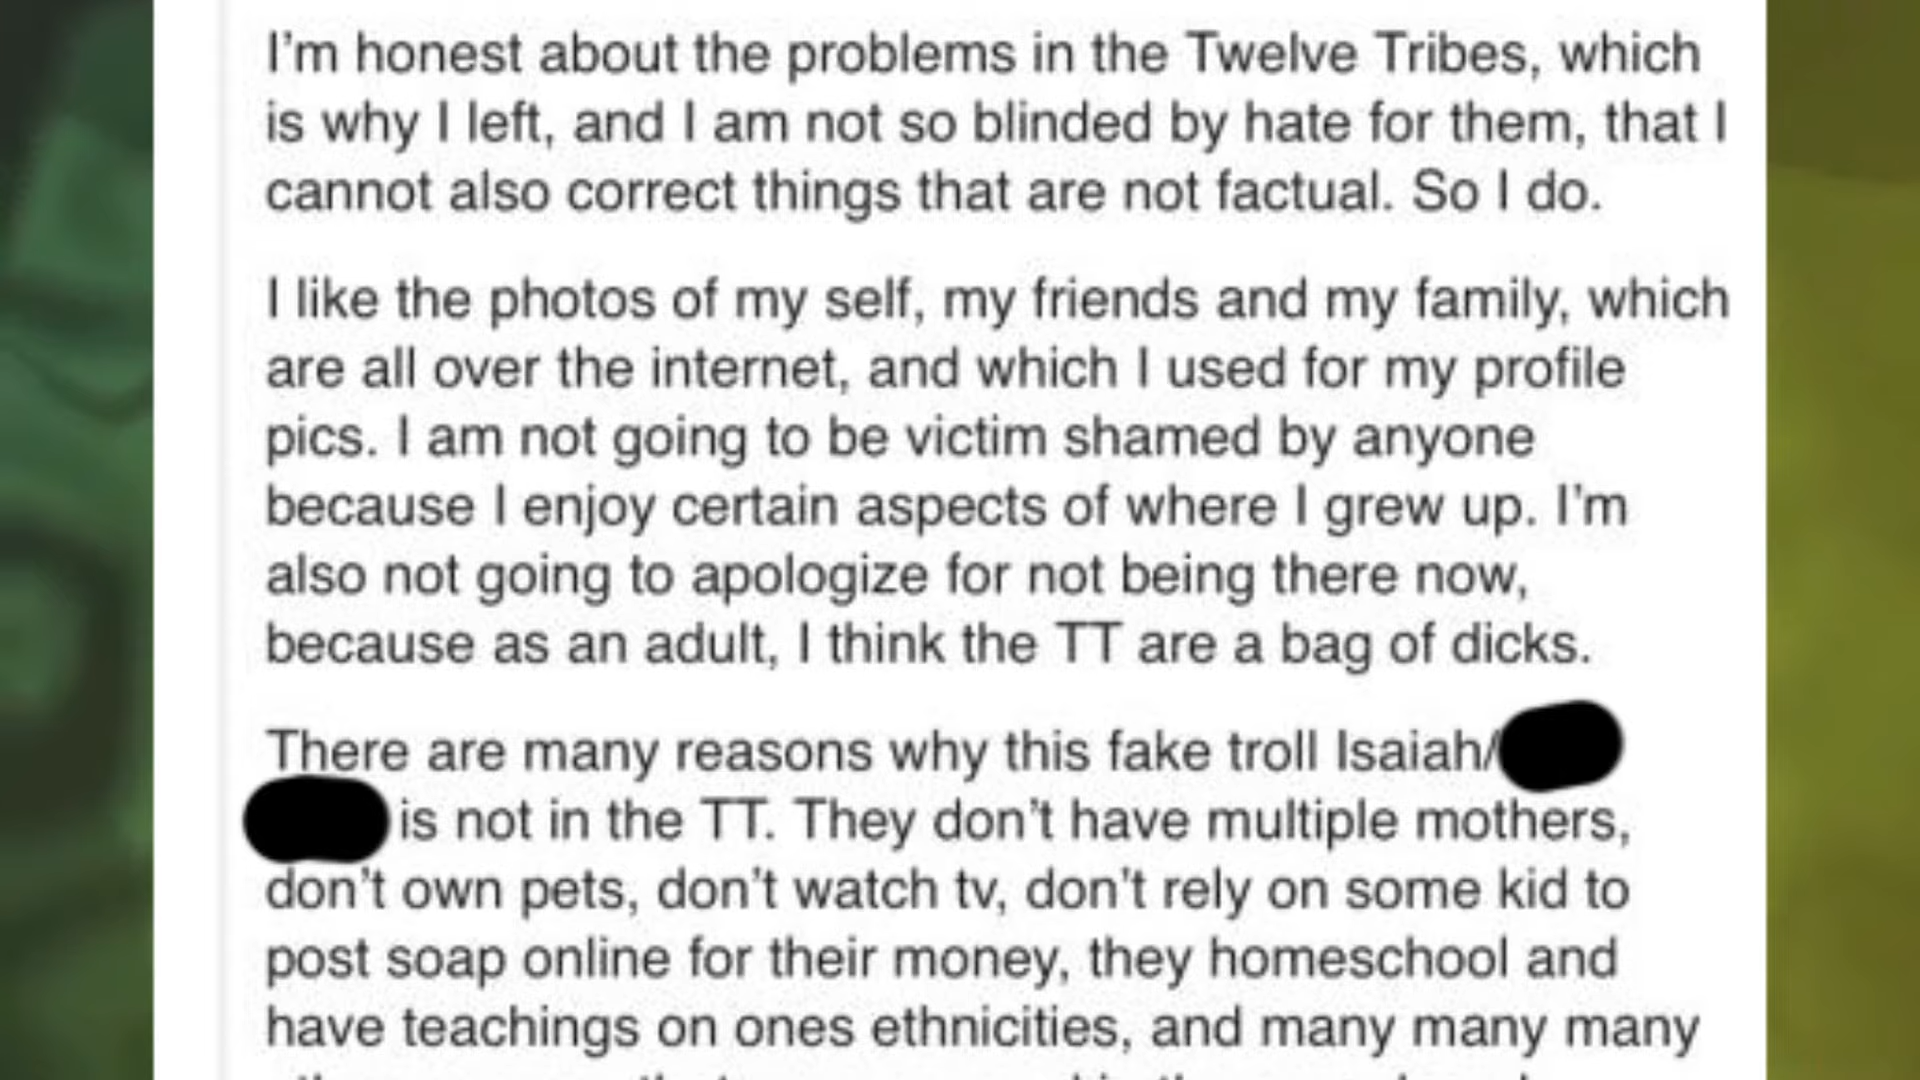 I'm honest about the problems in the Twelve Tribes, which
is why I left, and I am not so blinded by hate for them, that I
cannot also correct things that are not factual. So I do.
I like the photos of my self, my friends and my family, which
are all over the internet, and which I used for my profile
pics. I am not going to be victim shamed by anyone
because I enjoy certain aspects of where I grew up. I'm
also not going to apologize for not being there now,
because as an adult, I think the TT are a bag of dicks.
There are many reasons why this fake troll Isaiah/
is not in the TT. They don't have multiple mothers,
don't own pets, don't watch tv, don't rely on some kid to
post soap online for their money, they homeschool and
have teachings on ones ethnicities, and many many many